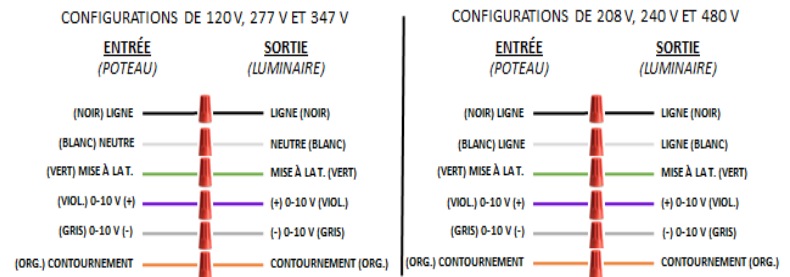 CONFIGURATIONS DE 120 V, 277 V ET 347 V
ENTRÉE SORTIE
(POTEAU) (LUMINAIRE)
(NOIR) LIGNE LIGNE (NOIR)
(BLANC) NEUTRE NEUTRE (BLANC)
(VERT) MISE À LA T. MISE À LA T. (VERT)
(VIOL.) 0-10 V (+) (+) 0-10 V (VIOL.)
(GRIS) 0-10 V (-) (-) 0-10 V (GRIS)
(ORG.) CONTOURNEMENT CONTOURNEMENT (ORG.)
CONFIGURATIONS DE 208 V, 240 V ET 480 V
ENTRÉE SORTIE
(POTEAU) (LUMINAIRE)
(NOIR) LIGNE LIGNE (NOIR)
(BLANC) LIGNE LIGNE (BLANC)
(VERT) MISE À LA T. MISE À LA T. (VERT)
(VIOL.) 0-10 V (+) (+) 0-10 V (VIOL.)
(GRIS) 0-10 V (-) (-) 0-10 V (GRIS)
(ORG.) CONTOURNEMENT CONTOURNEMENT (ORG.)